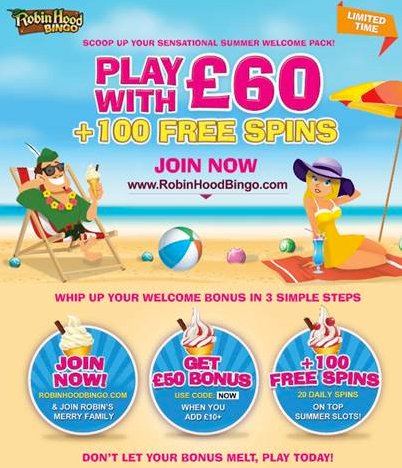 Robin Hood
BINGO
LIMITED
TIME
SCOOP UP YOUR SENSATIONAL SUMMER WELCOME PACK!
PLAY
WITH £60
+100 FREE SPINS
JOIN NOW
www.RobinHoodBingo.com
WHIP UP YOUR WELCOME BONUS IN 3 SIMPLE STEPS
JOIN
NOW!
ROBINHOODBINGO.COM
& JOIN ROBIN'S
MERRY FAMILY
GET
£50 BONUS
USE CODE: NOW
WHEN YOU
ADD £10+
+100
FREE SPINS
20 DAILY SPINS
ON TOP
SUMMER SLOTS!
DON'T LET YOUR BONUS MELT, PLAY TODAY!